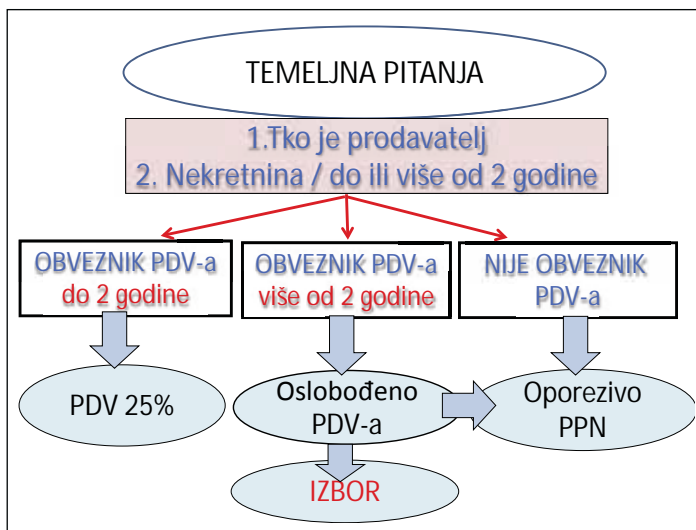 TEMELJNA PITANJA
1.Tko je prodavatelj
2. Nekretnina / do ili više od 2 godine
OBVEZNIK PDV-a
do 2 godine
OBVEZNIK PDV-a
više od 2 godine
NIJE OBVEZNIK
PDV-a
PDV 25%
Oslobođeno
PDV-a
Oporezivo
PPN
IZBOR